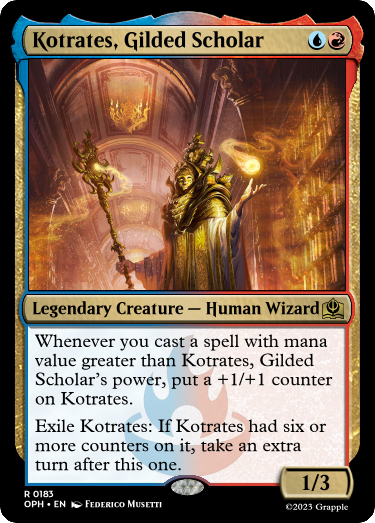 Kotrates, Gilded Scholar
Legendary Creature — Human Wizard
Whenever you cast a spell with mana
value greater than Kotrates, Gilded
Scholar's power, put a +1/+1 counter
on Kotrates.
Exile Kotrates: If Kotrates had six or
more counters on it, take an extra
turn after this one.
1/3
R 0183
OPH • EN Federico Musetti
©2023 Grapple